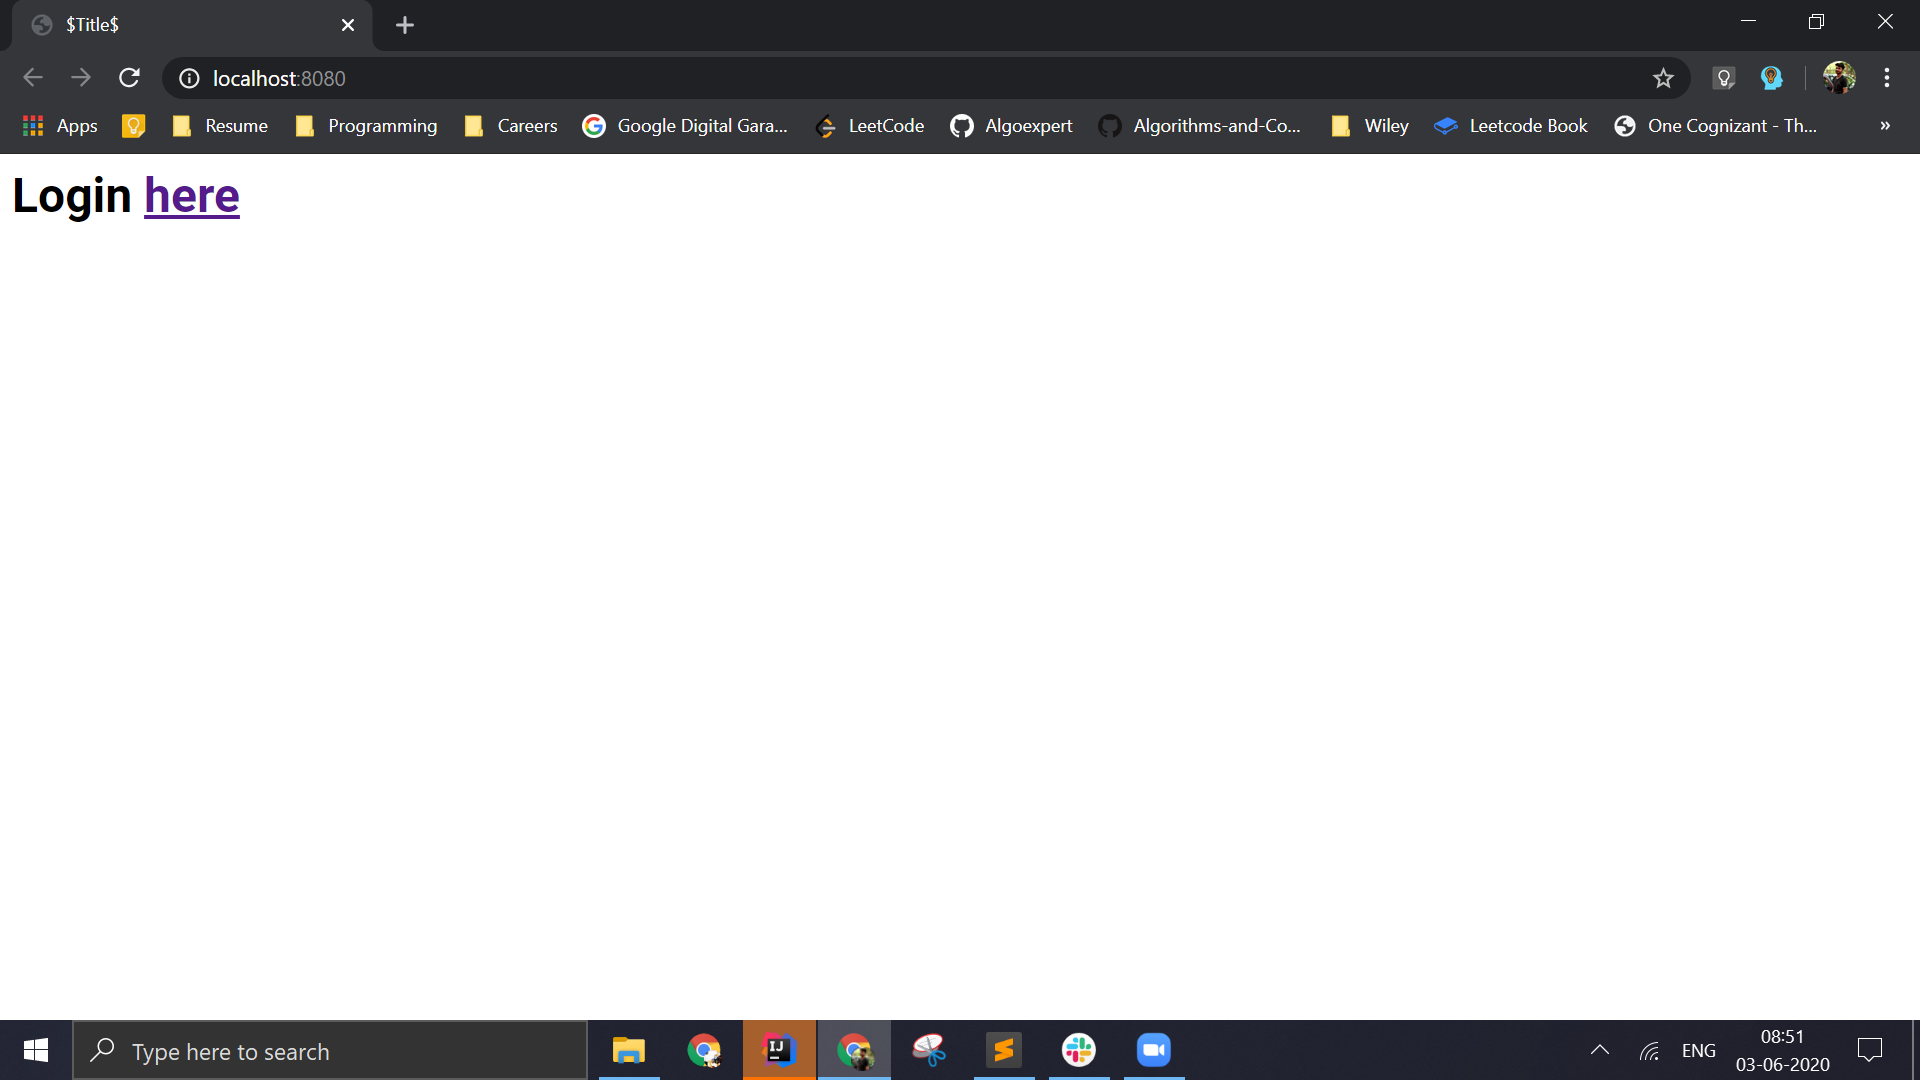 $Title$
localhost:8080
Apps Resume Programming Careers Google Digital Gara... LeetCode Algoexpert Algorithms-and-Co... Wiley Leetcode Book One Cognizant - Th... »
Login here
Type here to search
IJ
ENG
08:51
03-06-2020